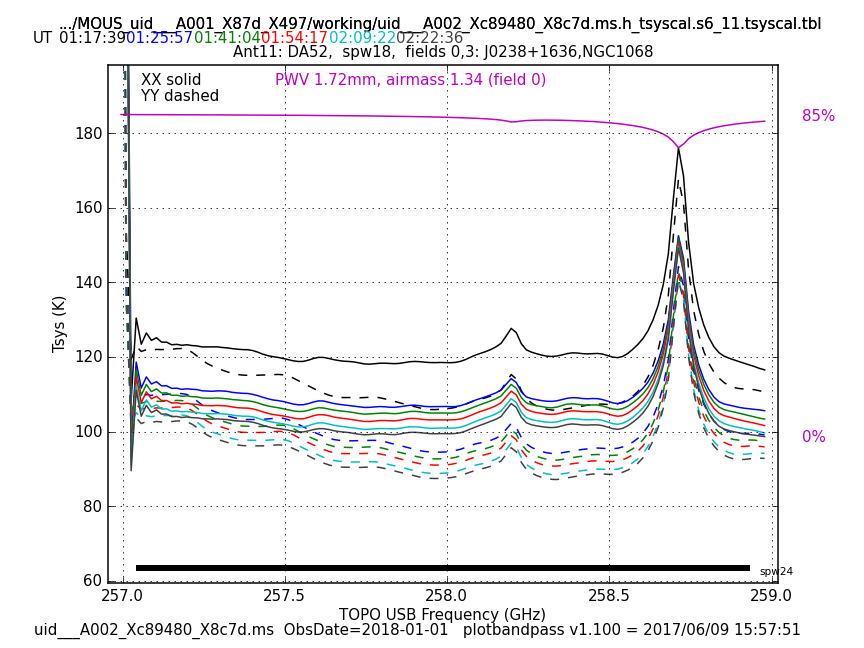 ../MOUS_uid___A001_X87d_X497/working/uid___A002_Xc89480_X8c7d.ms.h_tsyscal.s6_11.tsyscal.tbl
UT 01:17:39 01:25:57 01:41:04 01:54:17 02:09:22 02:22:36
Ant11: DA52,  spw18,  fields 0,3: J0238+1636,NGC1068
XX solid
PWV 1.72mm, airmass 1.34 (field 0)
YY dashed
85%
180
160
140
120
100
80
60
0%
Tsys (K)
spw24
257.0
257.5
258.0
258.5
259.0
TOPO USB Frequency (GHz)
uid___A002_Xc89480_X8c7d.ms  ObsDate=2018-01-01   plotbandpass v1.100 = 2017/06/09 15:57:51